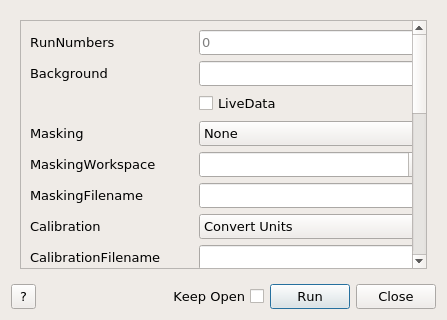 RunNumbers 0
Background
LiveData
Masking None
MaskingWorkspace
MaskingFilename
Calibration Convert Units
CalibrationFilename
? Keep Open Run Close